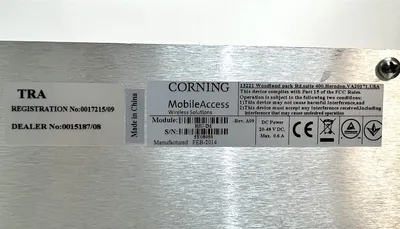 TRA
REGISTRATION No:0017215/09
DEALER No:0015187/08
Made in China
CORNING
MobileAccess
Wireless Solutions
Module:
Rev. A09
S/N:
Manufactured FEB-2014
13221 Woodland park Rd,suite 400,Herndon,VA20171,USA
This device complies with Part 15 of the FCC Rules.
Operation is subject to the following two conditions:
(1)This device may not cause harmful Interference,and
(2)This device must accept any interference received,including
interference that may cause undesired operation
DC Power
20-48 V DC
Max. 0.6 A
CE